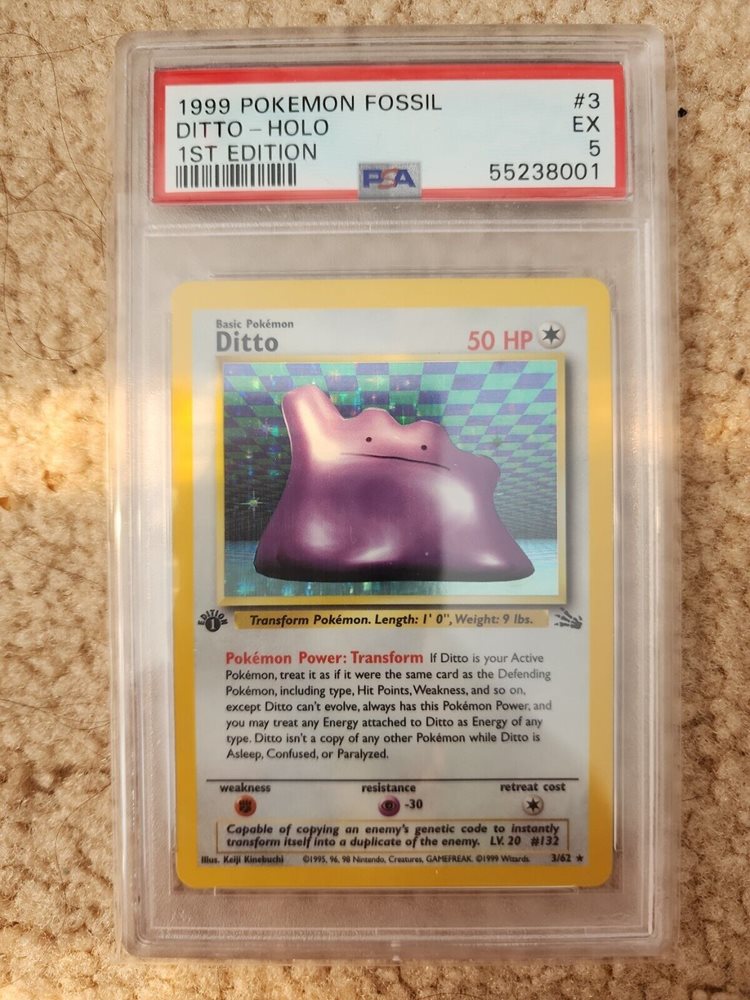 1999 POKEMON FOSSIL #3
DITTO - HOLO EX
1ST EDITION 5
PSA 55238001
Basic Pokémon
Ditto 50 HP
EDITION 1
Transform Pokémon. Length: 1' 0", Weight: 9 lbs.
Pokémon Power: Transform If Ditto is your Active
Pokémon, treat it as if it were the same card as the Defending
Pokémon, including type, Hit Points, Weakness, and so on,
except Ditto can't evolve, always has this Pokémon Power, and
you may treat any Energy attached to Ditto as Energy of any
type. Ditto isn't a copy of any other Pokémon while Ditto is
Asleep, Confused, or Paralyzed.
weakness resistance retreat cost
-30
Capable of copying an enemy's genetic code to instantly
transform itself into a duplicate of the enemy. LV. 20 #132
Illus. Keiji Kinebuchi ©1995, 96, 98 Nintendo, Creatures, GAMEFREAK. ©1999 Wizards. 3/62 ★